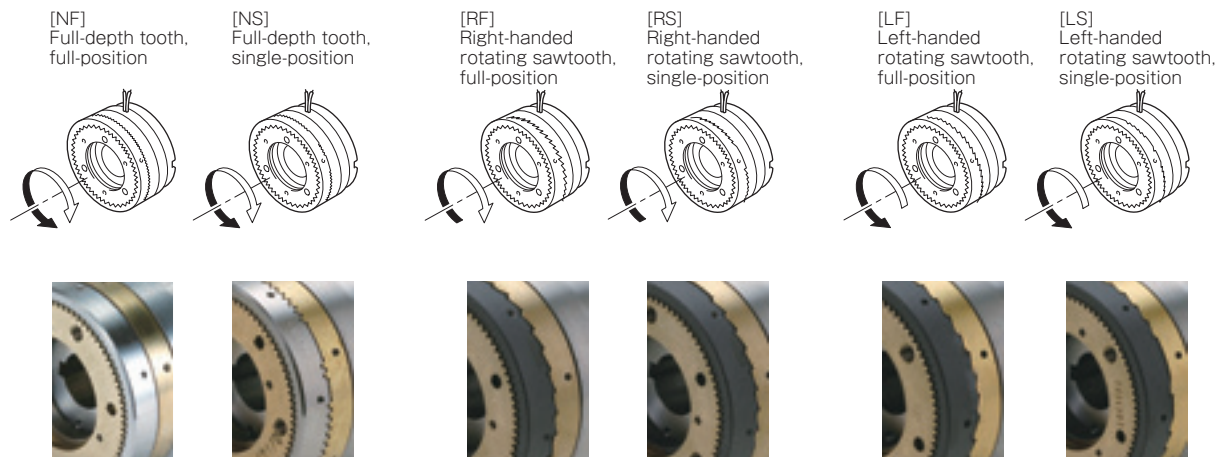 [NF]
Full-depth tooth,
full-position
[NS]
Full-depth tooth,
single-position
[RF]
Right-handed
rotating sawtooth,
full-position
[RS]
Right-handed
rotating sawtooth,
single-position
[LF]
Left-handed
rotating sawtooth,
full-position
[LS]
Left-handed
rotating sawtooth,
single-position